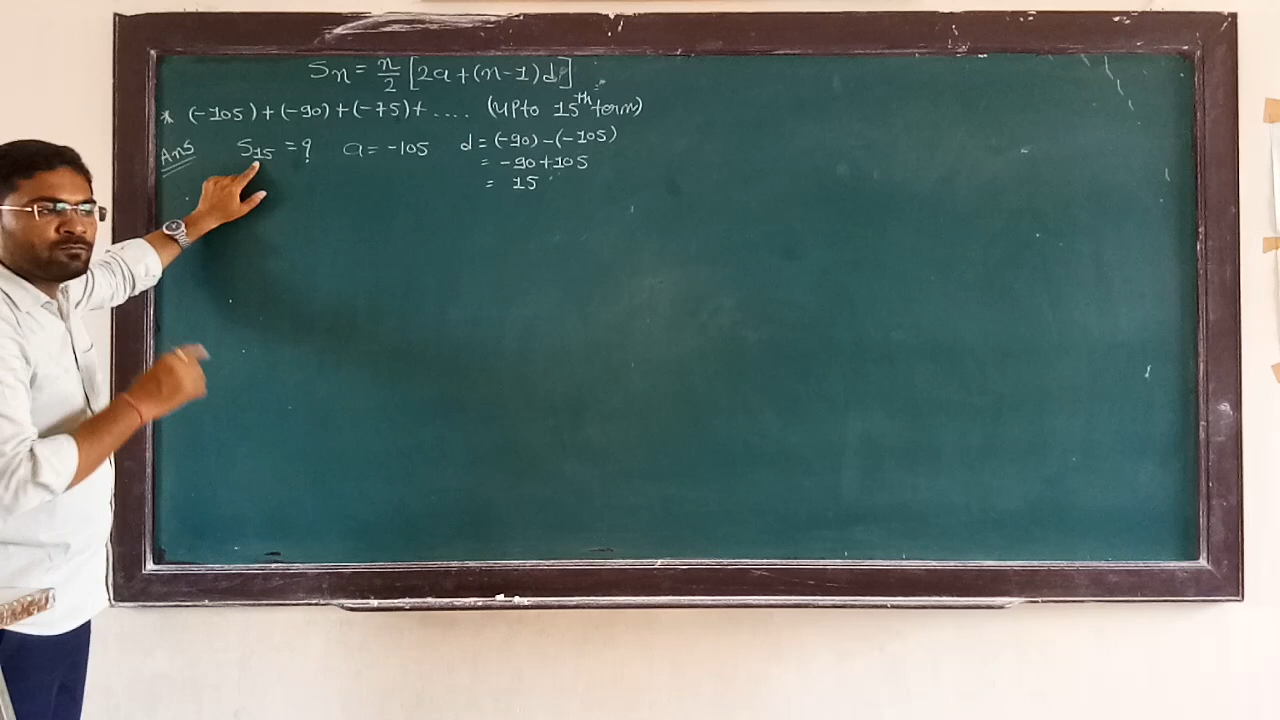 Sn = n/2 [2a + (n - 1) d]
* (-105) + (-90) + (-75) + .... (upto 15th term)
Ans S15 = ? a = -105 d = (-90) - (-105)
= -90 + 105
= 15